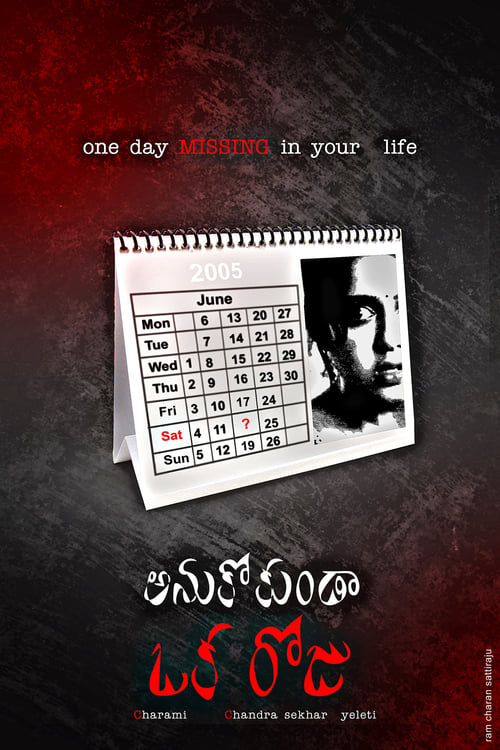 one day MISSING in your life
2005
June
Mon 6 13 20 27
Tue 7 14 21 28
Wed 1 8 15 22 29
Thu 2 9 16 23 30
Fri 3 10 17 24
Sat 4 11 ? 25
Sun 5 12 19 26
అనుకోకుండా
ఒక రోజు
Charami Chandra sekhar yeleti
ram charan sattiraju